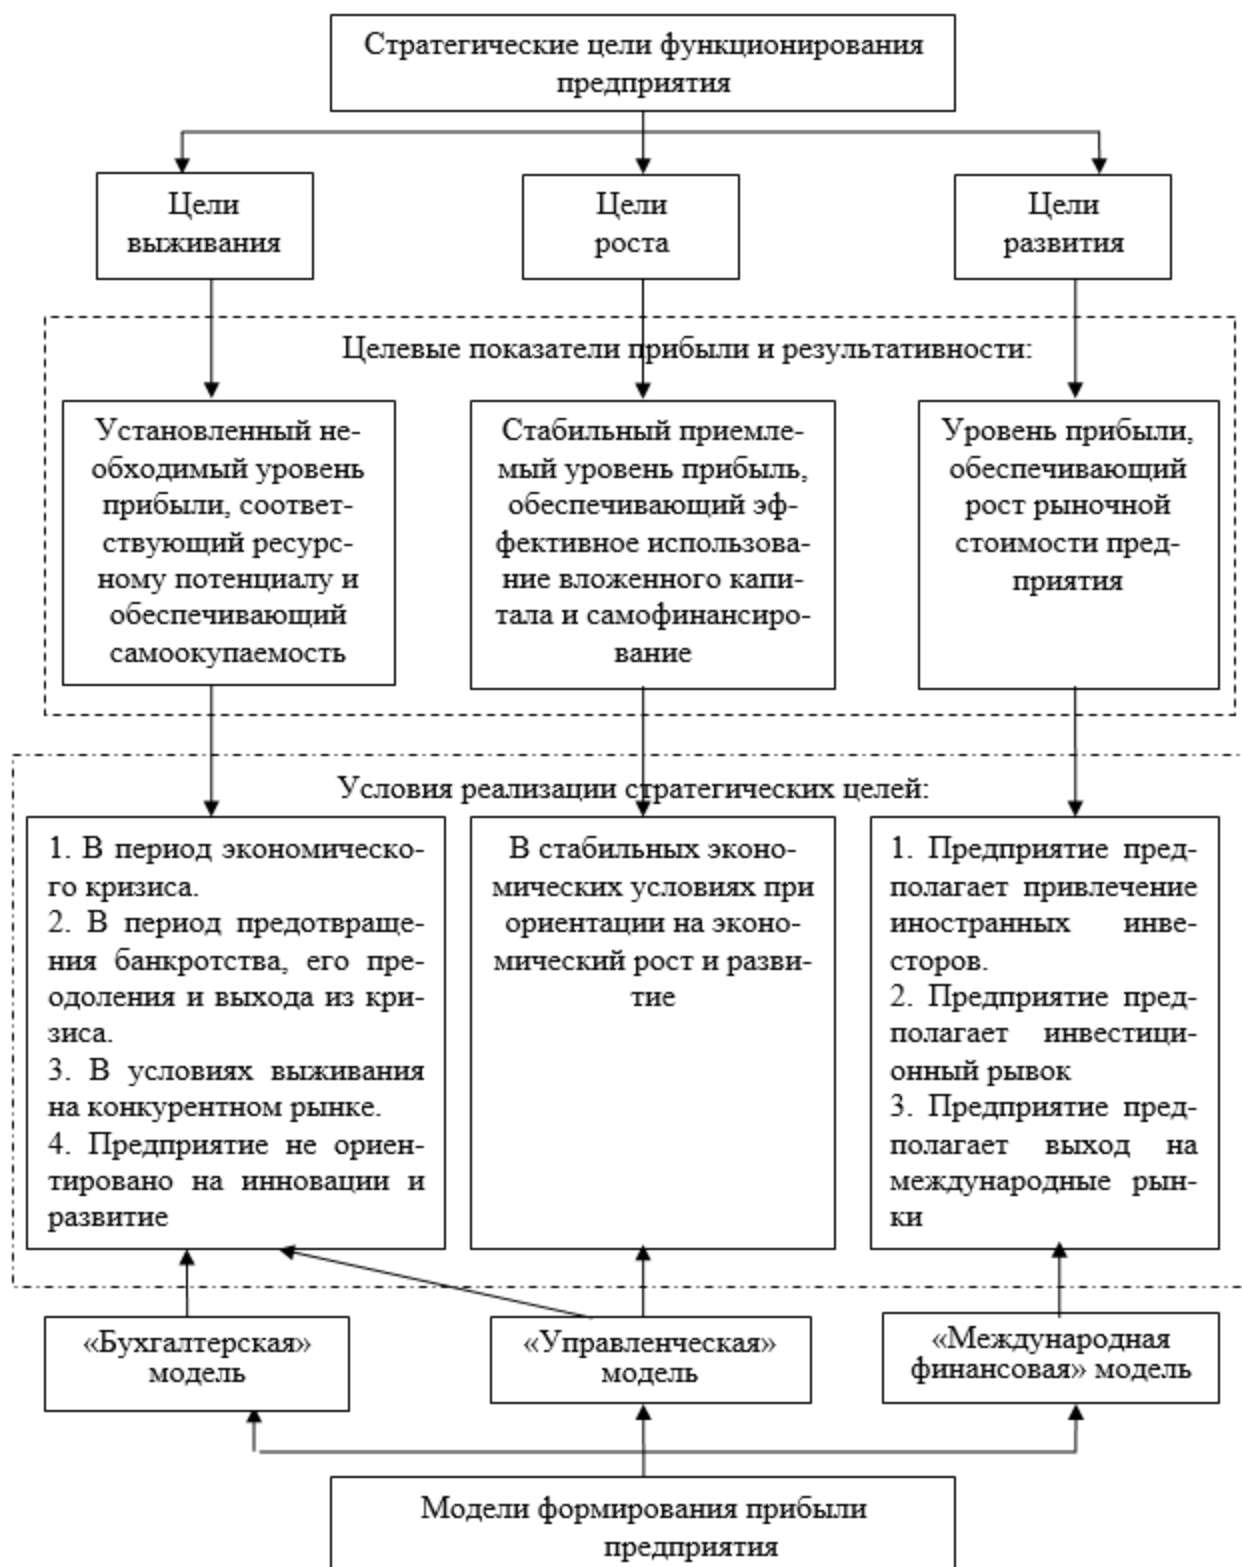 Стратегические цели функционирования
предприятия
Цели
выживания
Цели
роста
Цели
развития
Целевые показатели прибыли и результативности:
Установленный не-
обходимый уровень
прибыли, соответ-
ствующий ресурс-
ному потенциалу и
обеспечивающий
самоокупаемость
Стабильный приемле-
мый уровень прибыль,
обеспечивающий эф-
фективное использова-
ние вложенного капи-
тала и самофинансиро-
вание
Уровень прибыли,
обеспечивающий
рост рыночной
стоимости пред-
приятия
Условия реализации стратегических целей:
1. В период экономическо-
го кризиса.
2. В период предотвраще-
ния банкротства, его пре-
одоления и выхода из кри-
зиса.
3. В условиях выживания
на конкурентном рынке.
4. Предприятие не ориен-
тировано на инновации и
развитие
В стабильных эконо-
мических условиях при
ориентации на эконо-
мический рост и разви-
тие
1. Предприятие пред-
полагает привлечение
иностранных инве-
сторов.
2. Предприятие пред-
полагает инвестици-
онный рывок
3. Предприятие пред-
полагает выход на
международные рын-
ки
«Бухгалтерская»
модель
«Управленческая»
модель
«Международная
финансовая» модель
Модели формирования прибыли
предприятия